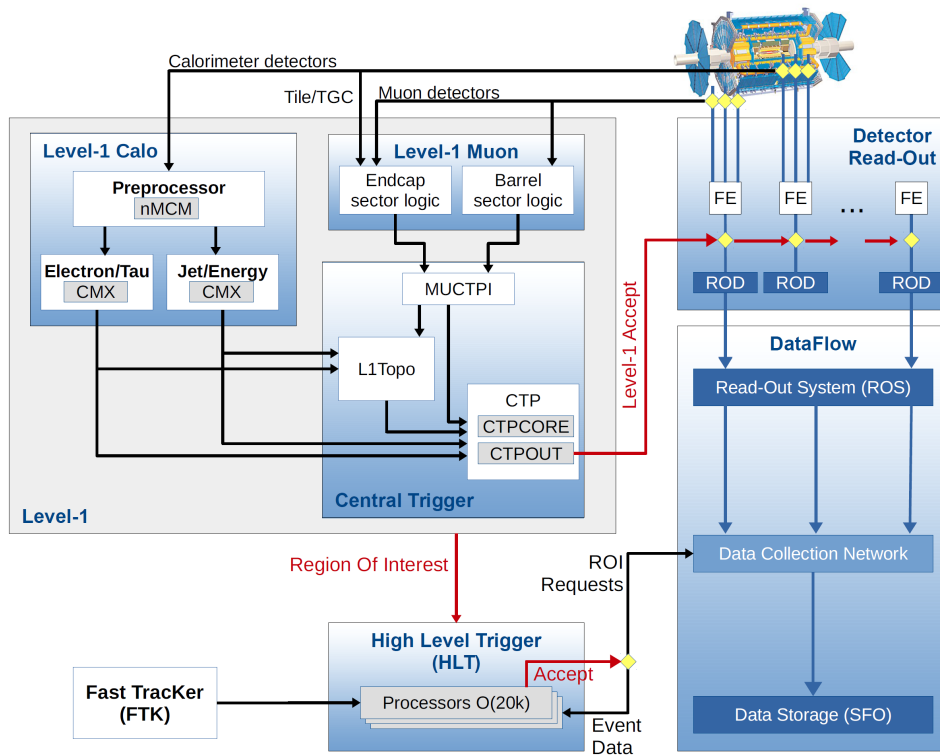 Calorimeter detectors
Tile/TGC
Muon detectors
Level-1 Calo
Preprocessor
nMCM
Electron/Tau
CMX
Jet/Energy
CMX
Level-1 Muon
Endcap
sector logic
Barrel
sector logic
MUCTPI
L1Topo
CTP
CTPCORE
CTPOUT
Central Trigger
Level-1
Level-1 Accept
Detector
Read-Out
FE
FE
...
FE
ROD
ROD
ROD
DataFlow
Read-Out System (ROS)
Data Collection Network
Data Storage (SFO)
Region Of Interest
ROI
Requests
High Level Trigger
(HLT)
Accept
Processors O(20k)
Event
Data
Fast TracKer
(FTK)